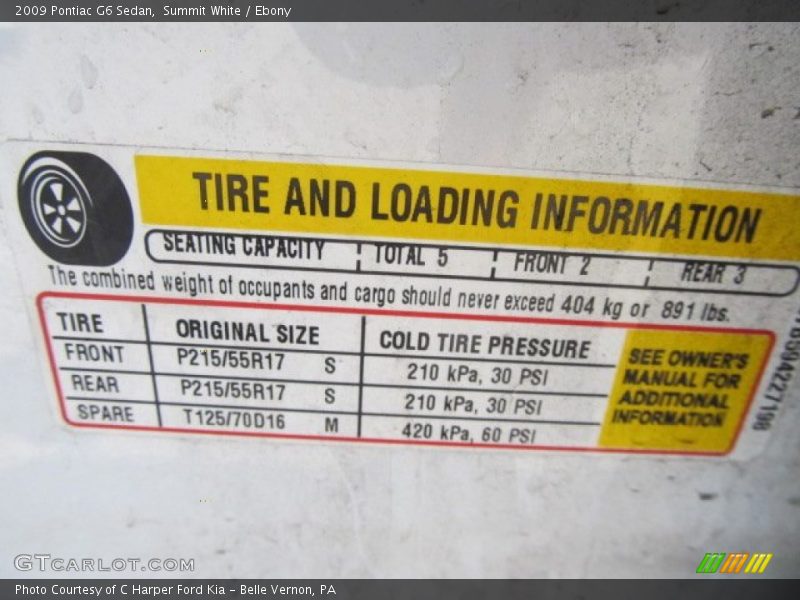 2009 Pontiac G6 Sedan, Summit White / Ebony
TIRE AND LOADING INFORMATION
SEATING CAPACITY TOTAL 5 FRONT 2 REAR 3
The combined weight of occupants and cargo should never exceed 404 kg or 891 lbs.
TIRE ORIGINAL SIZE COLD TIRE PRESSURE
FRONT P215/55R17 S 210 kPa, 30 PSI
REAR P215/55R17 S 210 kPa, 30 PSI
SPARE T125/70D16 M 420 kPa, 60 PSI
SEE OWNER'S
MANUAL FOR
ADDITIONAL
INFORMATION
GTCARLOT.COM
Photo Courtesy of C Harper Ford Kia - Belle Vernon, PA